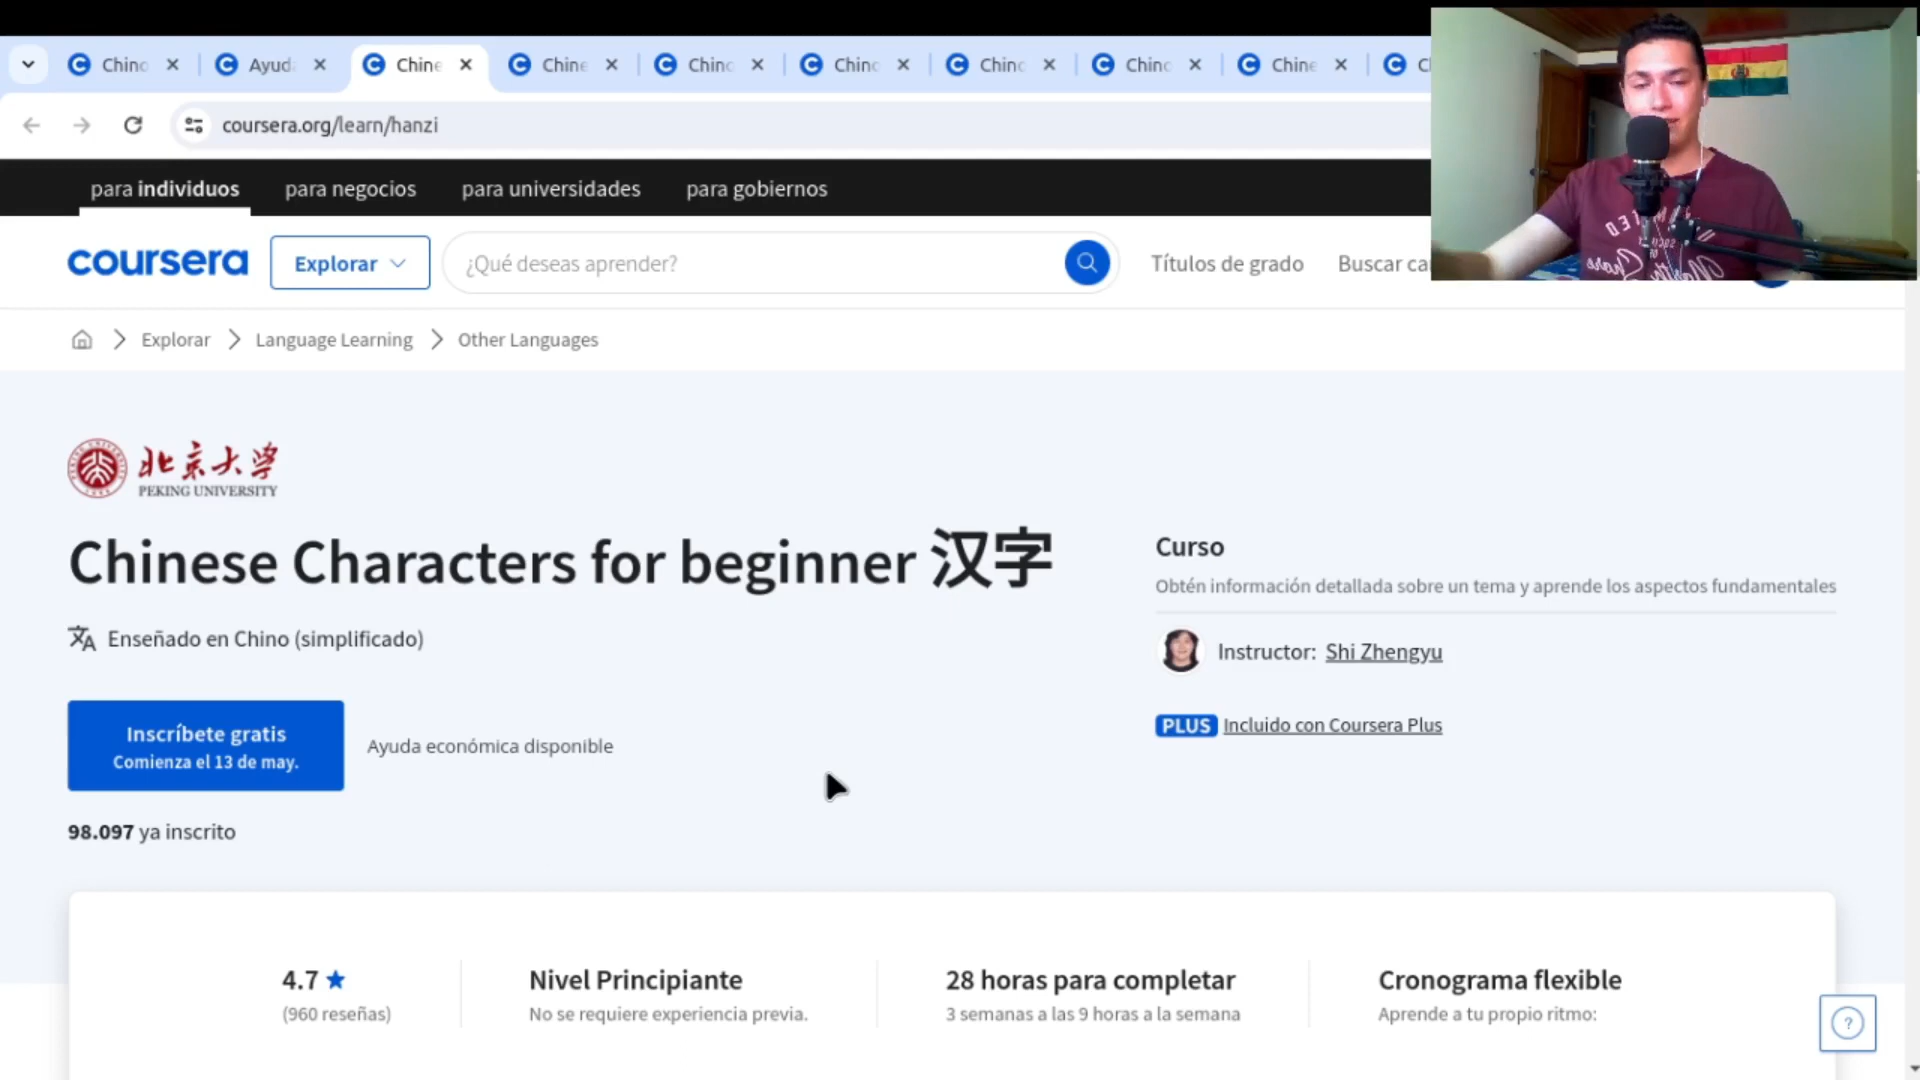 Chino
Ayud
Chine
Chine
Chino
Chino
Chino
Chino
Chine
coursera.org/learn/hanzi
para individuos
para negocios
para universidades
para gobiernos
coursera
Explorar
¿Qué deseas aprender?
Títulos de grado
Buscar ca
Explorar
Language Learning
Other Languages
北京大学
PEKING UNIVERSITY
Chinese Characters for beginner 汉字
Enseñado en Chino (simplificado)
Curso
Obtén información detallada sobre un tema y aprende los aspectos fundamentales
Instructor: Shi Zhengyu
PLUS Incluido con Coursera Plus
Inscríbete gratis
Comienza el 13 de may.
Ayuda económica disponible
98.097 ya inscrito
4.7
(960 reseñas)
Nivel Principiante
No se requiere experiencia previa.
28 horas para completar
3 semanas a las 9 horas a la semana
Cronograma flexible
Aprende a tu propio ritmo:
?